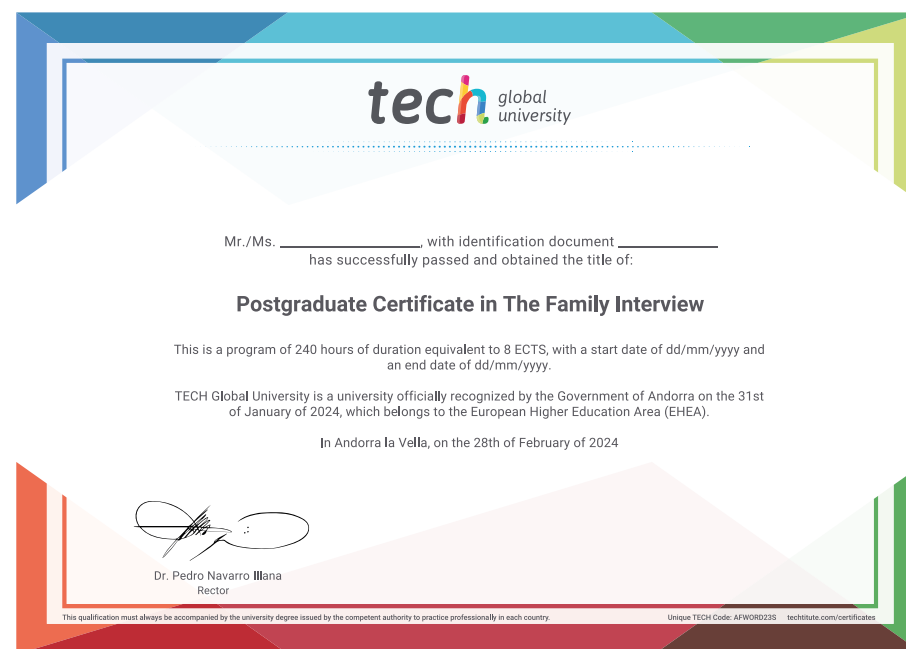 tech global
university
Mr./Ms. ____________________, with identification document ______________
has successfully passed and obtained the title of:
Postgraduate Certificate in The Family Interview
This is a program of 240 hours of duration equivalent to 8 ECTS, with a start date of dd/mm/yyyy and
an end date of dd/mm/yyyy.
TECH Global University is a university officially recognized by the Government of Andorra on the 31st
of January of 2024, which belongs to the European Higher Education Area (EHEA).
In Andorra la Vella, on the 28th of February of 2024
Dr. Pedro Navarro Illana
Rector
This qualification must always be accompanied by the university degree issued by the competent authority to practice professionally in each country. Unique TECH Code: AFWORD23S techtitute.com/certificates